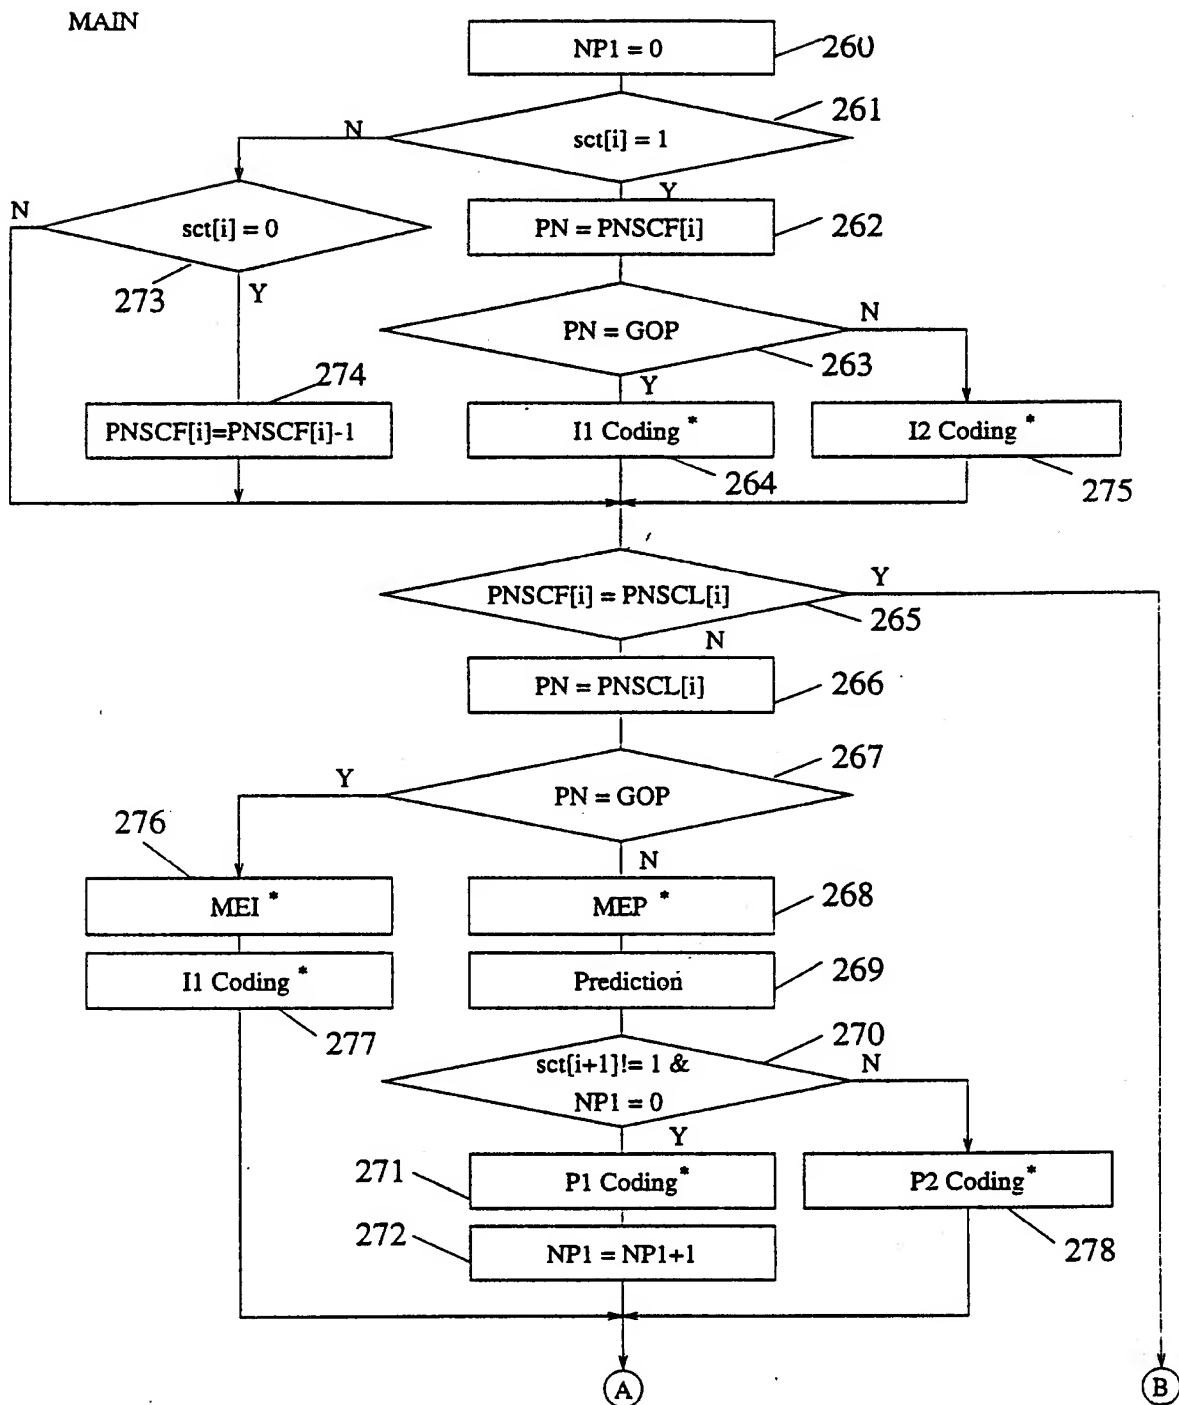 MAIN
NP1 = 0
260
261
N
sct[i] = 1
Y
N
sct[i] = 0
PN = PNSCF[i]
262
273
Y
N
PN = GOP
263
274
Y
PNSCF[i]=PNSCF[i]-1
I1 Coding *
I2 Coding *
264
275
PNSCF[i] = PNSCL[i]
Y
265
N
PN = PNSCL[i]
266
267
Y
PN = GOP
276
N
MEI *
MEP *
268
I1 Coding *
Prediction
269
277
270
sct[i+1]!= 1 &
NP1 = 0
N
Y
271
P1 Coding *
P2 Coding *
272
NP1 = NP1+1
278
A
B